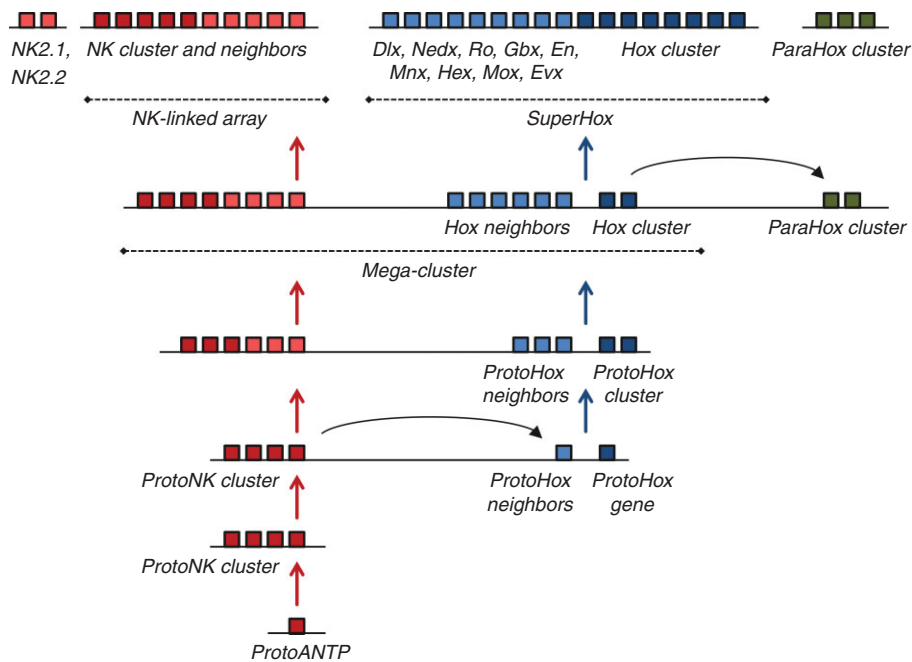 NK2.1,
NK2.2
NK cluster and neighbors
Dlx, Nedx, Ro, Gbx, En,
Mnx, Hex, Mox, Evx
Hox cluster
ParaHox cluster
NK-linked array
SuperHox
Hox neighbors
Hox cluster
ParaHox cluster
Mega-cluster
ProtoHox
neighbors
ProtoHox
cluster
ProtoNK cluster
ProtoHox
neighbors
ProtoHox
gene
ProtoNK cluster
ProtoANTP